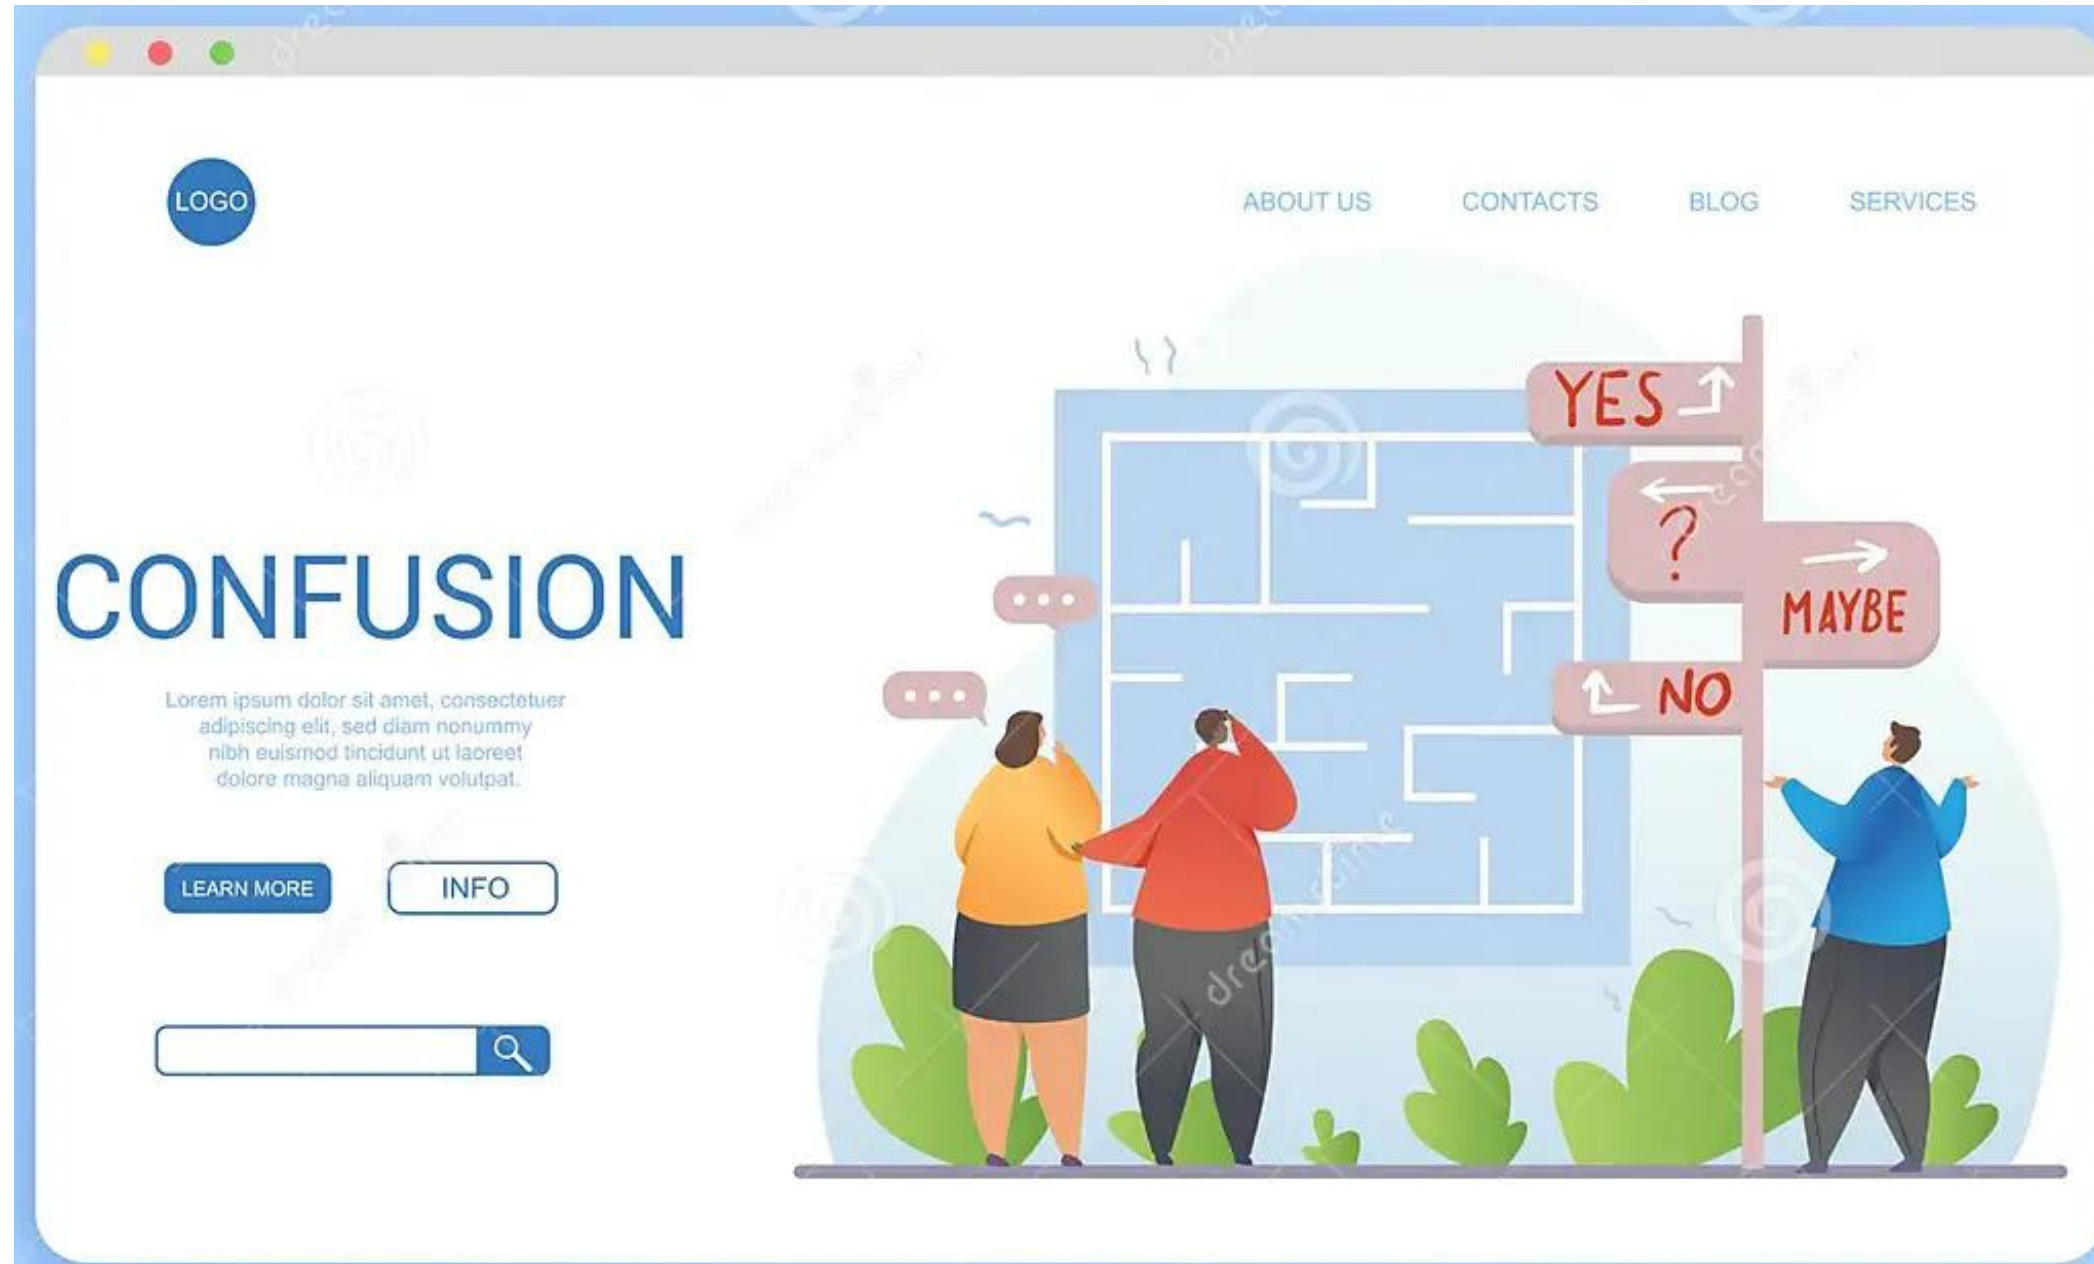 LOGO
ABOUT US CONTACTS BLOG SERVICES
CONFUSION
Lorem ipsum dolor sit amet, consectetuer
adipiscing elit, sed diam nonummy
nibh euismod tincidunt ut laoreet
dolore magna aliquam volutpat.
LEARN MORE INFO
YES
?
MAYBE
NO
dreamstime